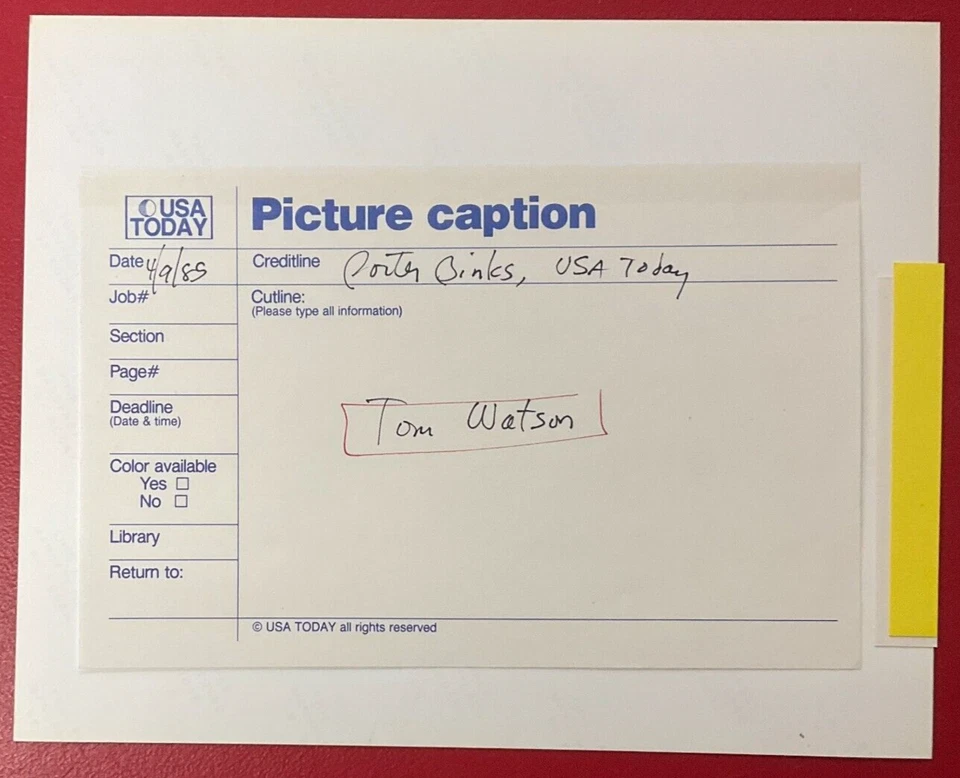 USA
TODAY
Picture caption
Date 4/9/85
Creditline Porter Binks, USA Today
Job#
Cutline:
(Please type all information)
Section
Page#
Deadline
(Date & time)
Tom Watson
Color available
Yes
No
Library
Return to:
© USA TODAY all rights reserved